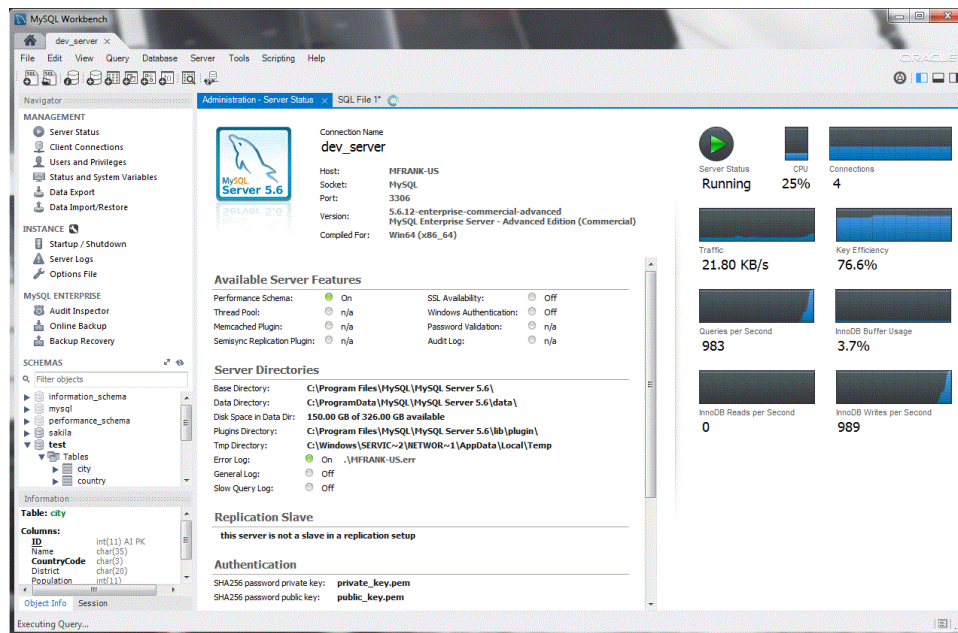 MySQL Workbench
dev_server
File Edit View Query Database Server Tools Scripting Help
ORACLE
Navigator
MANAGEMENT
Server Status
Client Connections
Users and Privileges
Status and System Variables
Data Export
Data Import/Restore
INSTANCE
Startup / Shutdown
Server Logs
Options File
MySQL ENTERPRISE
Audit Inspector
Online Backup
Backup Recovery
SCHEMAS
Filter objects
information_schema
mysql
performance_schema
sakila
test
Tables
city
country
Information
Table: city
Columns:
ID int(11) AI PK
Name char(35)
CountryCode char(3)
District char(20)
Population int(11)
Object Info Session
Executing Query...
Administration - Server Status SQL File 1*
MySQL
Server 5.6
Connection Name
dev_server
Host: MFRANK-US
Socket: MySQL
Port: 3306
Version: 5.6.12-enterprise-commercial-advanced
MySQL Enterprise Server - Advanced Edition (Commercial)
Compiled For: Win64 (x86_64)
Available Server Features
Performance Schema: On SSL Availability: Off
Thread Pool: n/a Windows Authentication: Off
Memcached Plugin: n/a Password Validation: n/a
Semisync Replication Plugin: n/a Audit Log: n/a
Server Directories
Base Directory: C:\Program Files\MySQL\MySQL Server 5.6\
Data Directory: C:\ProgramData\MySQL\MySQL Server 5.6\data\
Disk Space in Data Dir: 150.00 GB of 326.00 GB available
Plugins Directory: C:\Program Files\MySQL\MySQL Server 5.6\lib\plugin\
Tmp Directory: C:\Windows\SERVIC~2\NETWOR~1\AppData\Local\Temp
Error Log: On .\MFRANK-US.err
General Log: Off
Slow Query Log: Off
Replication Slave
this server is not a slave in a replication setup
Authentication
SHA256 password private key: private_key.pem
SHA256 password public key: public_key.pem
Server Status CPU Connections
Running 25% 4
Traffic Key Efficiency
21.80 KB/s 76.6%
Queries per Second InnoDB Buffer Usage
983 3.7%
InnoDB Reads per Second InnoDB Writes per Second
0 989